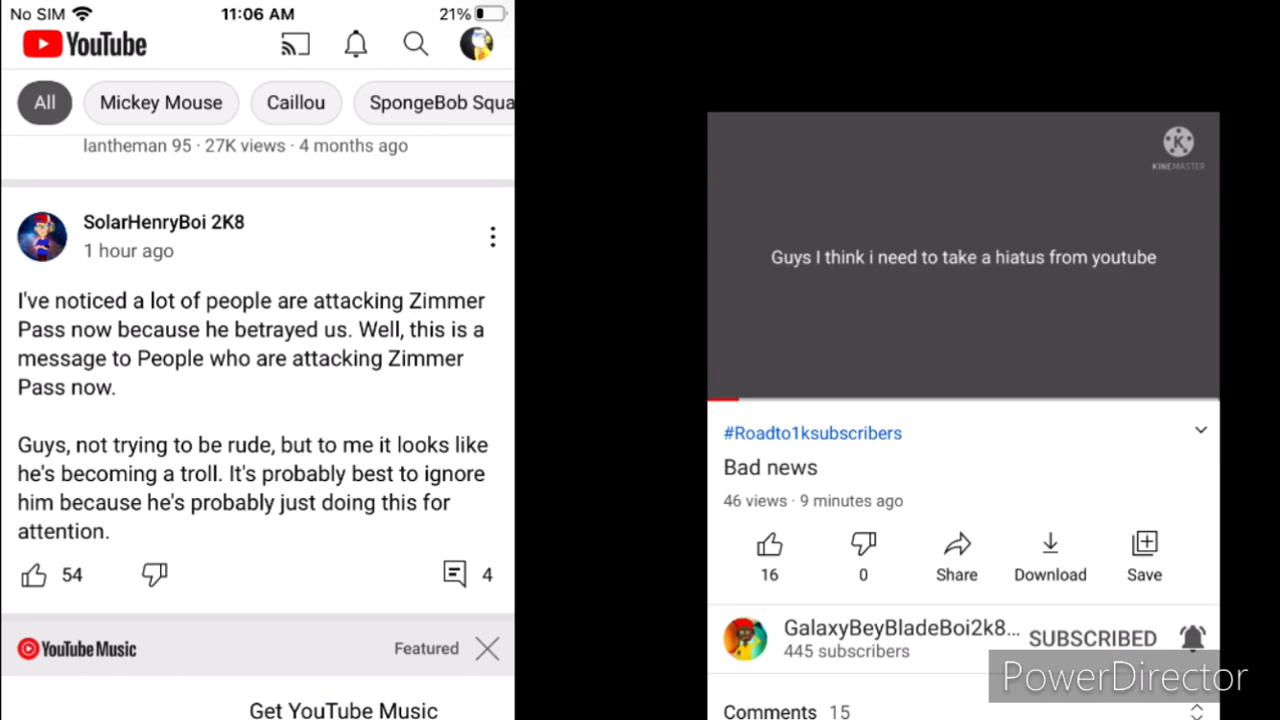 No SIM 11:06 AM 21%
YouTube
All Mickey Mouse Caillou SpongeBob Squa
lantheman 95 · 27K views · 4 months ago
SolarHenryBoi 2K8
1 hour ago
I've noticed a lot of people are attacking Zimmer
Pass now because he betrayed us. Well, this is a
message to People who are attacking Zimmer
Pass now.
Guys, not trying to be rude, but to me it looks like
he's becoming a troll. It's probably best to ignore
him because he's probably just doing this for
attention.
54 4
YouTube Music Featured
Get YouTube Music
K
KINEMASTER
Guys I think i need to take a hiatus from youtube
#Roadto1ksubscribers
Bad news
46 views · 9 minutes ago
16 0 Share Download Save
GalaxyBeyBladeBoi2k8... SUBSCRIBED
445 subscribers
PowerDirector
Comments 15